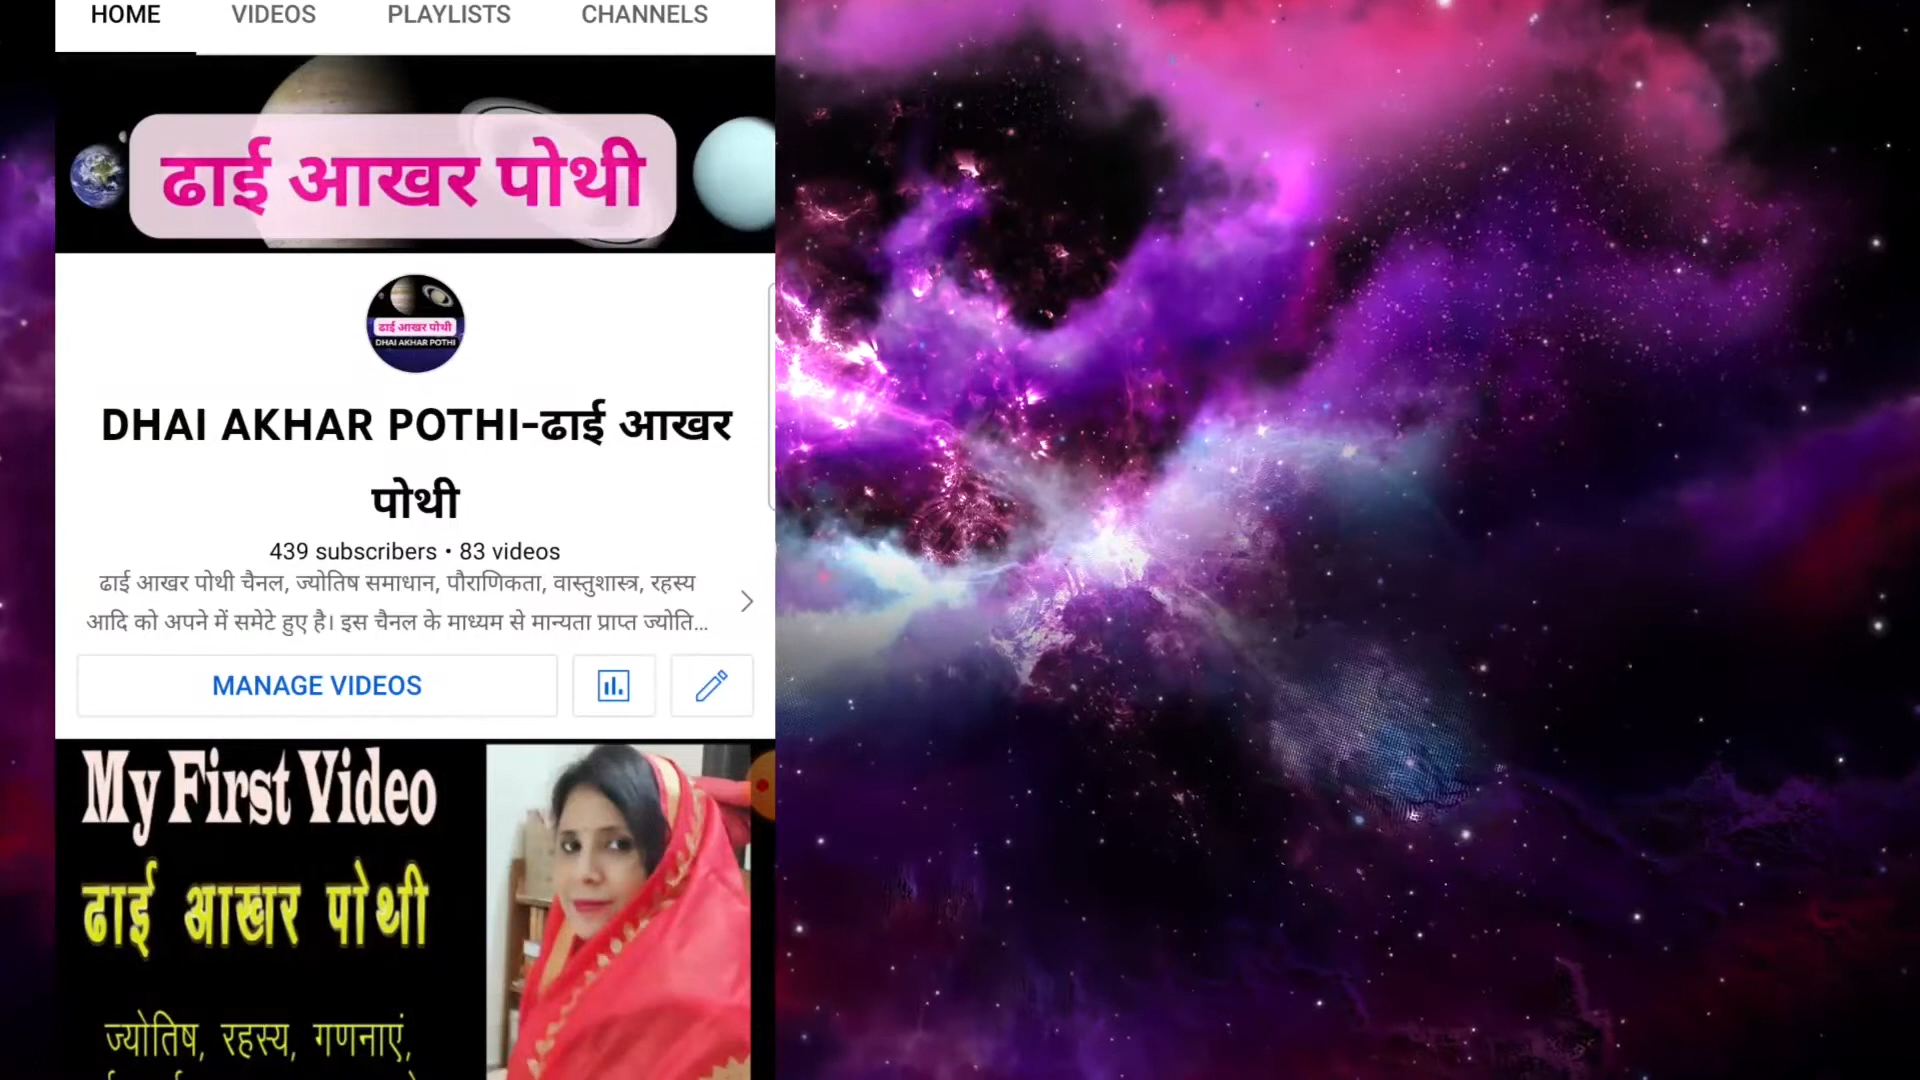 HOME VIDEOS PLAYLISTS CHANNELS
ढाई आखर पोथी
ढाई आखर पोथी
DHAI AKHAR POTHI
DHAI AKHAR POTHI-ढाई आखर
पोथी
439 subscribers • 83 videos
ढाई आखर पोथी चैनल, ज्योतिष समाधान, पौराणिकता, वास्तुशास्त्र, रहस्य
आदि को अपने में समेटे हुए है। इस चैनल के माध्यम से मान्यता प्राप्त ज्योति...
MANAGE VIDEOS
My First Video
ढाई आखर पोथी
ज्योतिष, रहस्य, गणनाएं,